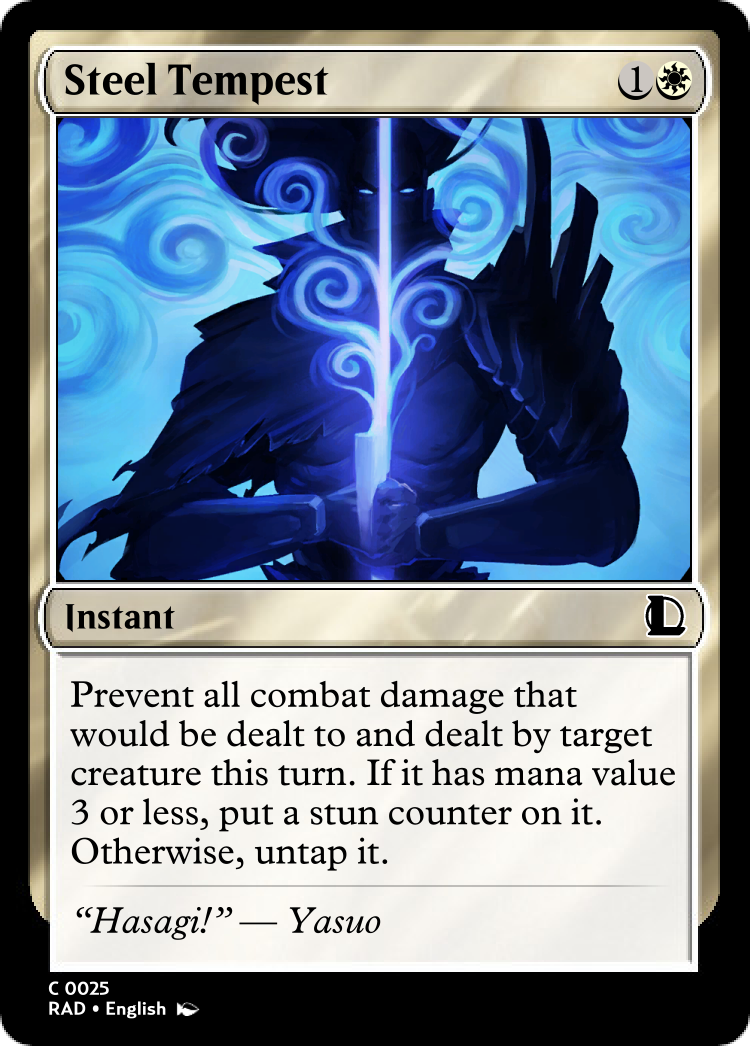 Steel Tempest
1
Instant
Prevent all combat damage that
would be dealt to and dealt by target
creature this turn. If it has mana value
3 or less, put a stun counter on it.
Otherwise, untap it.
“Hasagi!” — Yasuo
C 0025
RAD • English